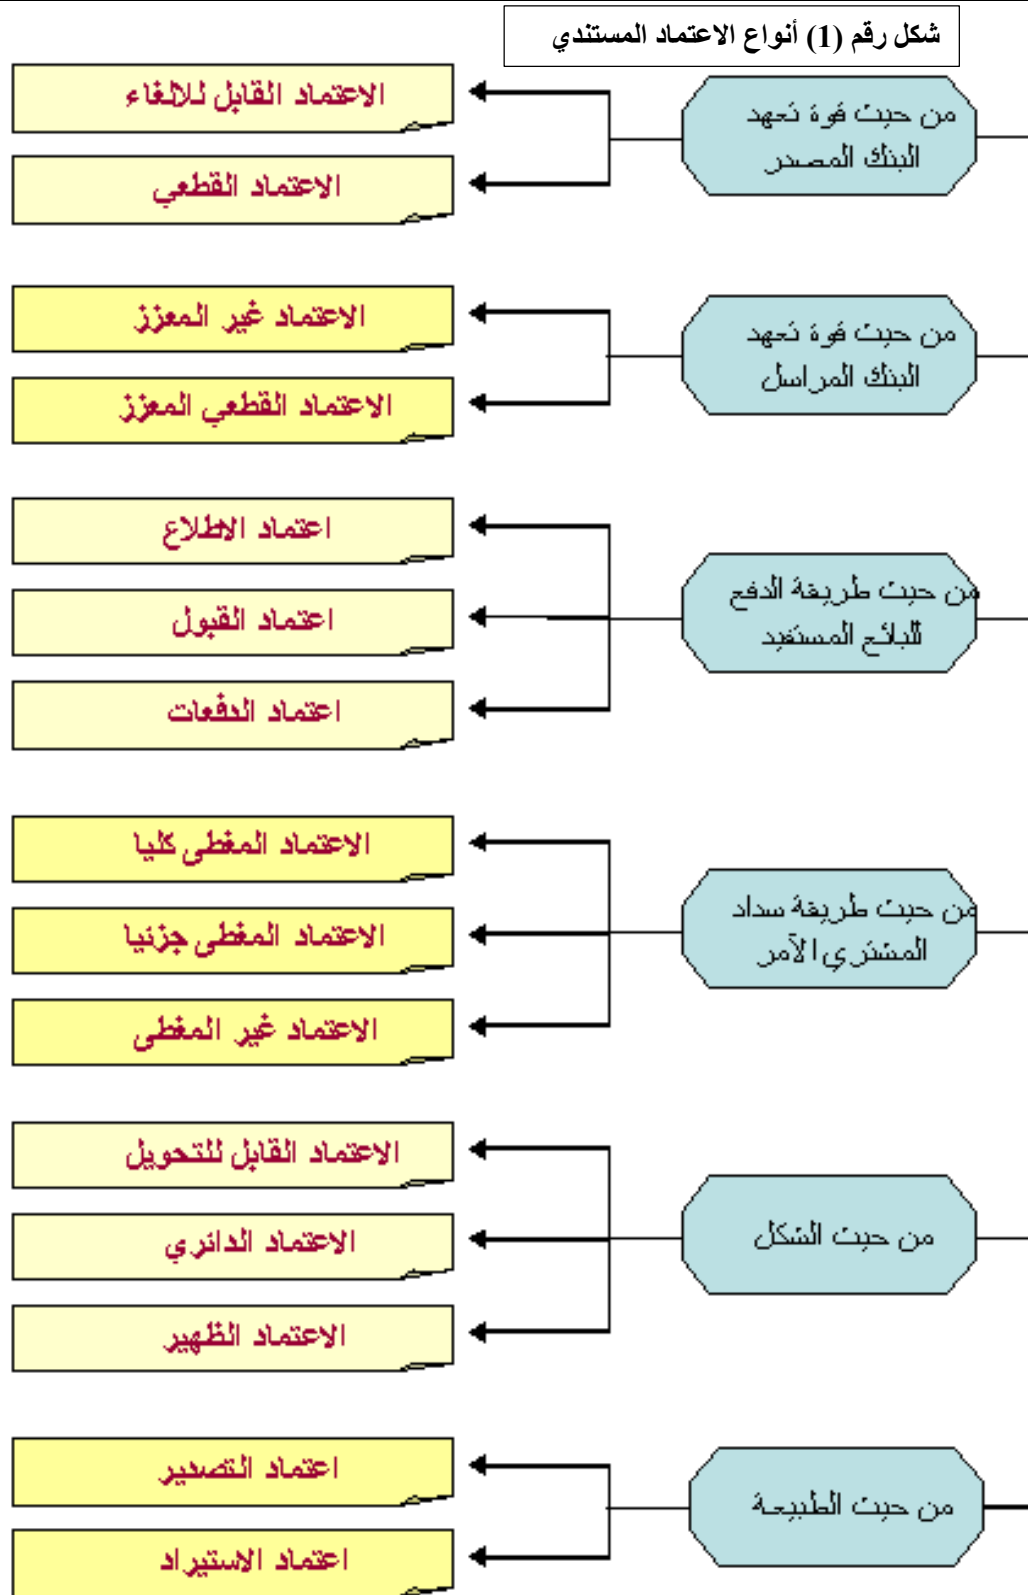 شكل رقم (1) أنواع الاعتماد المستندي
من حيث قوة تعهد
البنك المصدر
الاعتماد القابل للالغاء
الاعتماد القطعي
من حيث قوة تعهد
البنك المراسل
الاعتماد غير المعزز
الاعتماد القطعي المعزز
من حيث طريقة الدفع
للبائع المستفيد
اعتماد الاطلاع
اعتماد القبول
اعتماد الدفعات
من حيث طريقة سداد
المشتري الآمر
الاعتماد المغطى كليا
الاعتماد المغطى جزئيا
الاعتماد غير المغطى
من حيث الشكل
الاعتماد القابل للتحويل
الاعتماد الدائري
الاعتماد الظهير
من حيث الطبيعة
اعتماد التصدير
اعتماد الاستيراد